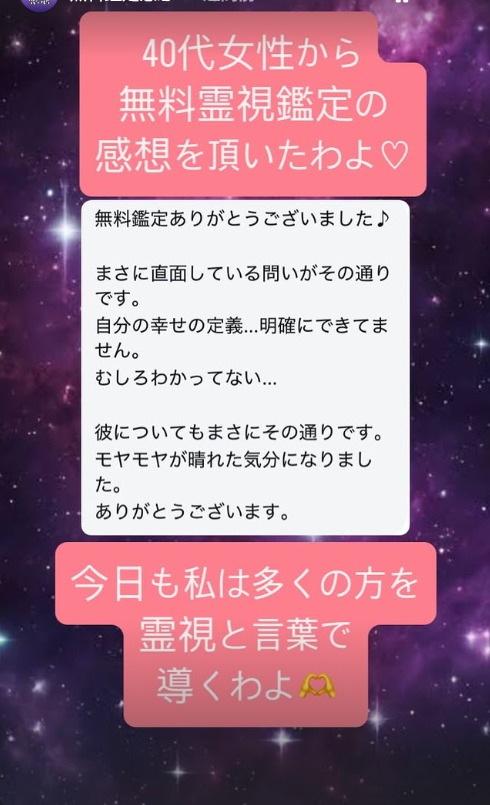 40代女性から
無料霊視鑑定の
感想を頂いたわよ♡
無料鑑定ありがとうございました♪
まさに直面している問いがその通り
です。
自分の幸せの定義...明確にできてま
せん。
むしろわかってない...
彼についてもまさにその通りです。
モヤモヤが晴れた気分になりまし
た。
ありがとうございます。
今日も私は多くの方を
霊視と言葉で
導くわよ🫶